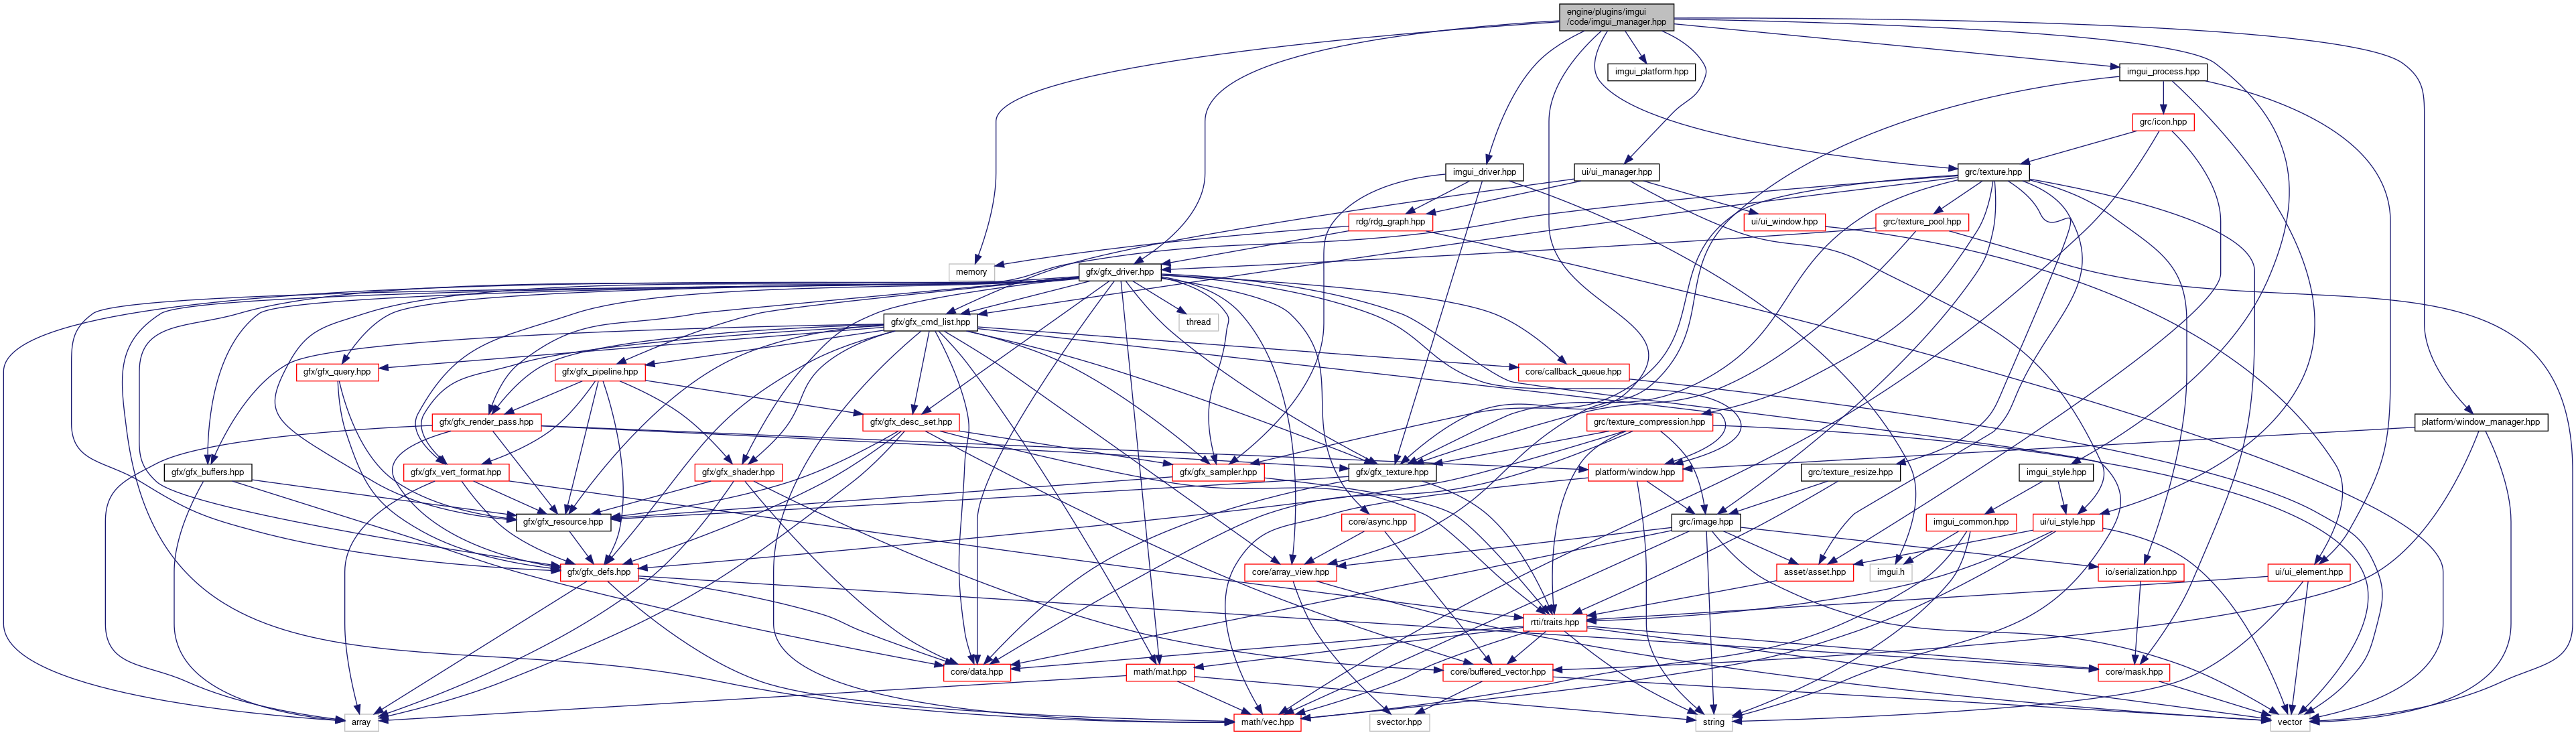 engine/plugins/imgui
/code/imgui_manager.hpp
imgui_platform.hpp
imgui_process.hpp
grc/icon.hpp
imgui_driver.hpp
ui/ui_manager.hpp
grc/texture.hpp
rdg/rdg_graph.hpp
ui/ui_window.hpp
grc/texture_pool.hpp
memory
gfx/gfx_driver.hpp
gfx/gfx_cmd_list.hpp
thread
gfx/gfx_query.hpp
gfx/gfx_pipeline.hpp
core/callback_queue.hpp
gfx/gfx_render_pass.hpp
gfx/gfx_desc_set.hpp
grc/texture_compression.hpp
platform/window_manager.hpp
gfx/gfx_buffers.hpp
gfx/gfx_vert_format.hpp
gfx/gfx_shader.hpp
gfx/gfx_sampler.hpp
gfx/gfx_texture.hpp
platform/window.hpp
grc/texture_resize.hpp
imgui_style.hpp
gfx/gfx_resource.hpp
core/async.hpp
grc/image.hpp
imgui_common.hpp
ui/ui_style.hpp
gfx/gfx_defs.hpp
core/array_view.hpp
asset/asset.hpp
imgui.h
io/serialization.hpp
ui/ui_element.hpp
rtti/traits.hpp
core/data.hpp
math/mat.hpp
core/buffered_vector.hpp
core/mask.hpp
array
math/vec.hpp
svector.hpp
string
vector